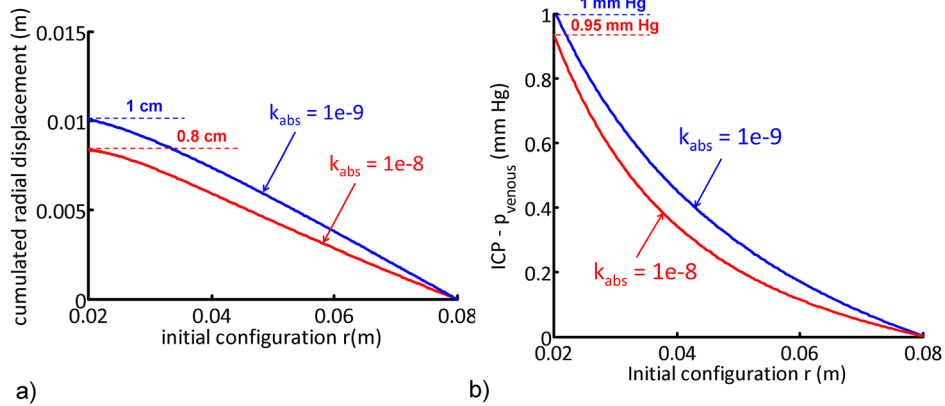 cumulated radial displacement (m)
0.015
0.01
0.005
0
1 cm
0.8 cm
k_abs = 1e-9
k_abs = 1e-8
0.02
0.04
0.06
0.08
initial configuration r(m)
a)
ICP - p_venous (mm Hg)
1
0.8
0.6
0.4
0.2
0
1 mm Hg
0.95 mm Hg
k_abs = 1e-9
k_abs = 1e-8
0.02
0.04
0.06
0.08
Initial configuration r (m)
b)